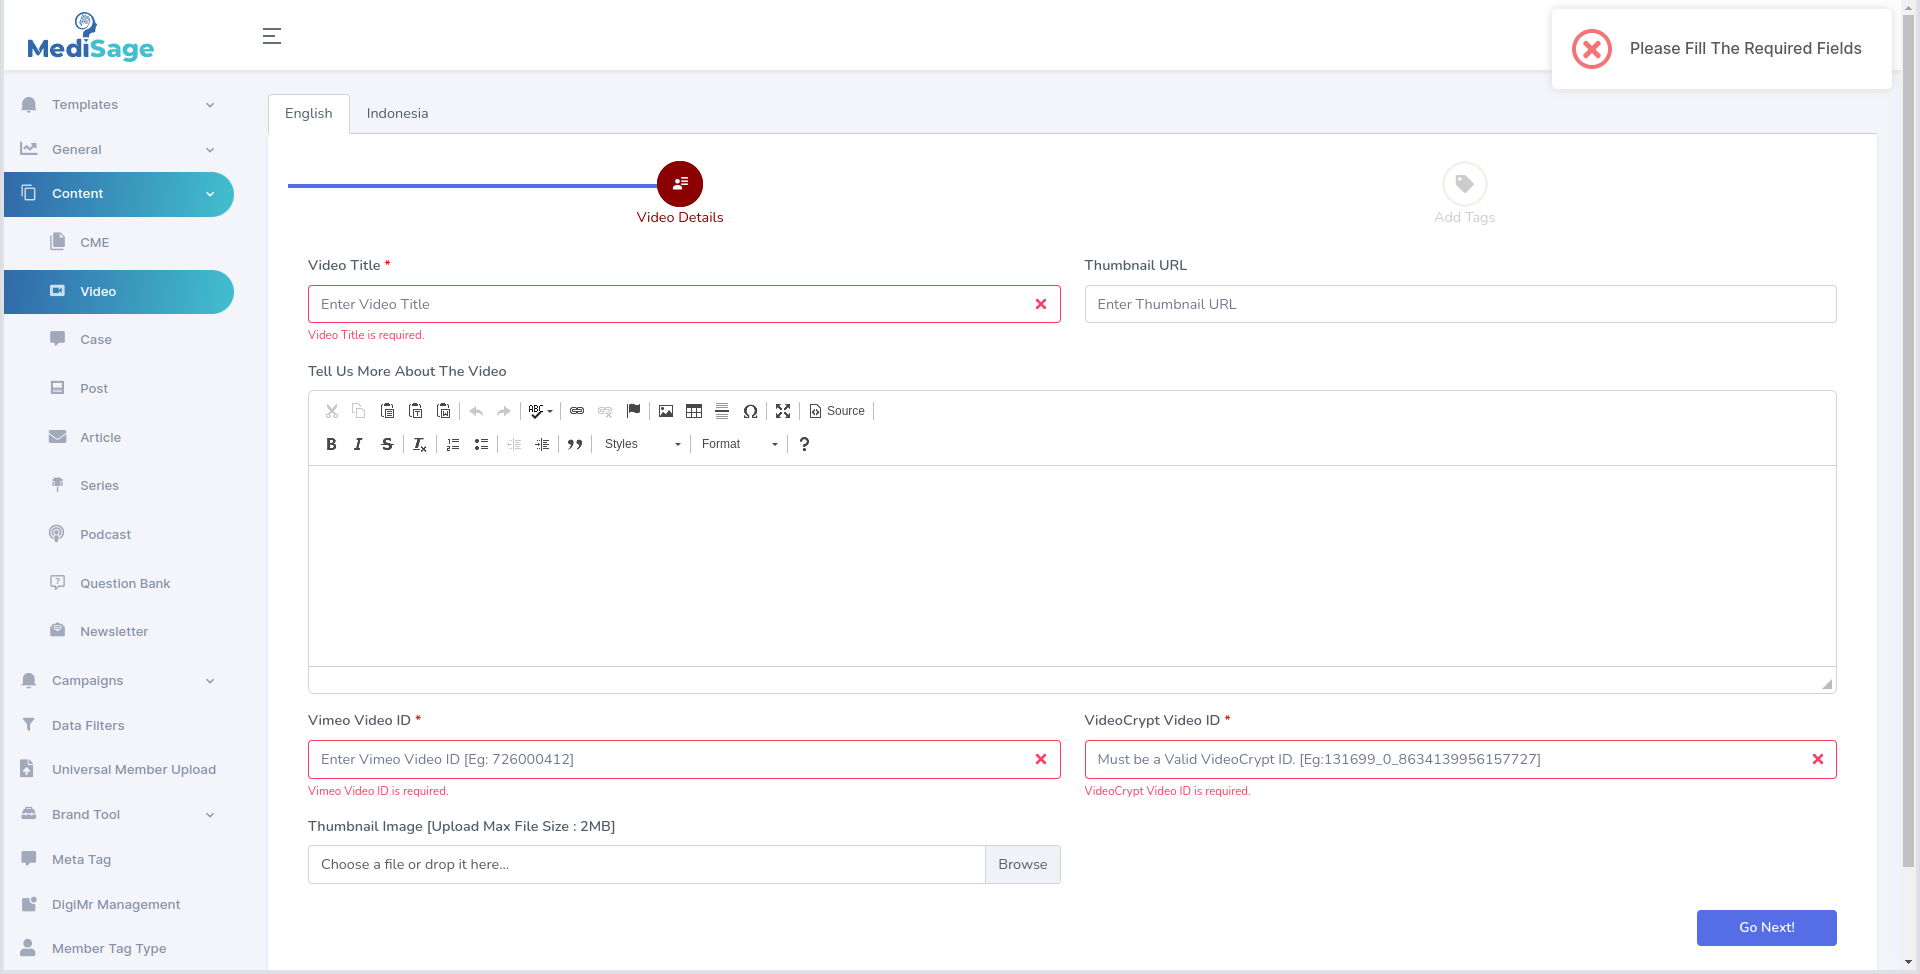 MediSage
Please Fill The Required Fields
Templates
General
Content
CME
Video
Case
Post
Article
Series
Podcast
Question Bank
Newsletter
Campaigns
Data Filters
Universal Member Upload
Brand Tool
Meta Tag
DigiMr Management
Member Tag Type
English Indonesia
Video Details Add Tags
Video Title * Thumbnail URL
Enter Video Title Enter Thumbnail URL
Video Title is required.
Tell Us More About The Video
ABC Ω Source
B I S Tx Styles Format ?
Vimeo Video ID * VideoCrypt Video ID *
Enter Vimeo Video ID [Eg: 726000412] Must be a Valid VideoCrypt ID. [Eg:131699_0_8634139956157727]
Vimeo Video ID is required. VideoCrypt Video ID is required.
Thumbnail Image [Upload Max File Size : 2MB]
Choose a file or drop it here... Browse
Go Next!